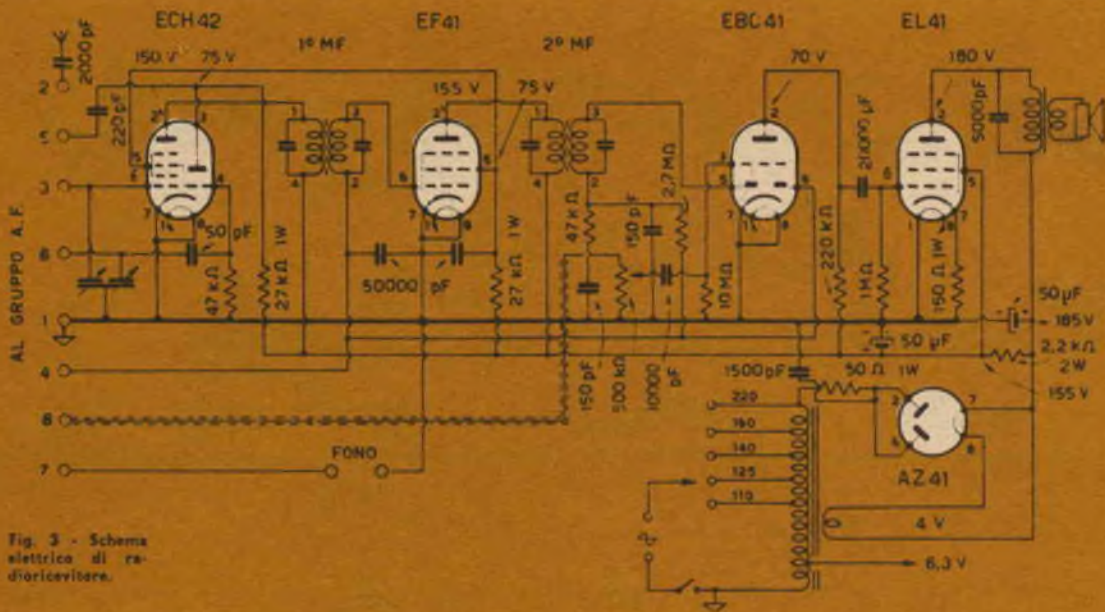 ECH42
EF41
EBC41
EL41
1º MF
2º MF
2000 pF
150 V
75 V
155 V
75 V
70 V
180 V
220 pF
5000 pF
20000 pF
2,7 MΩ
50 pF
47 kΩ
27 kΩ 1W
50000 pF
27 kΩ 1W
47 kΩ
150 pF
10 MΩ
220 kΩ
1 MΩ
150 Ω 1W
50 µF
185 V
2,2 kΩ
2W
155 V
50 µF
150 pF
500 kΩ
10000 pF
1500 pF
50 Ω 1W
AL GRUPPO A.F.
2
3
6
1
4
8
7
FONO
220
160
140
125
110
AZ41
4 V
6,3 V
Fig. 3 - Schema
elettrico di ra-
dioricevitore.